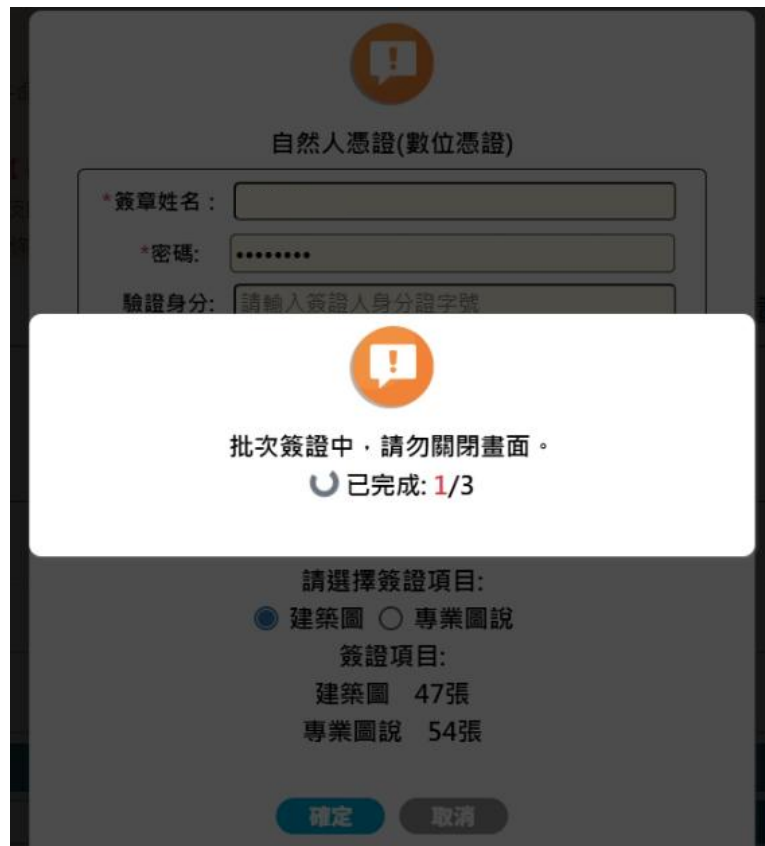 自然人憑證(數位憑證)
*簽章姓名：
*密碼: ••••••••
驗證身分: 請輸入簽證人身分證字號
批次簽證中，請勿關閉畫面。
已完成: 1/3
請選擇簽證項目:
建築圖 專業圖說
簽證項目:
建築圖 47張
專業圖說 54張
確定 取消